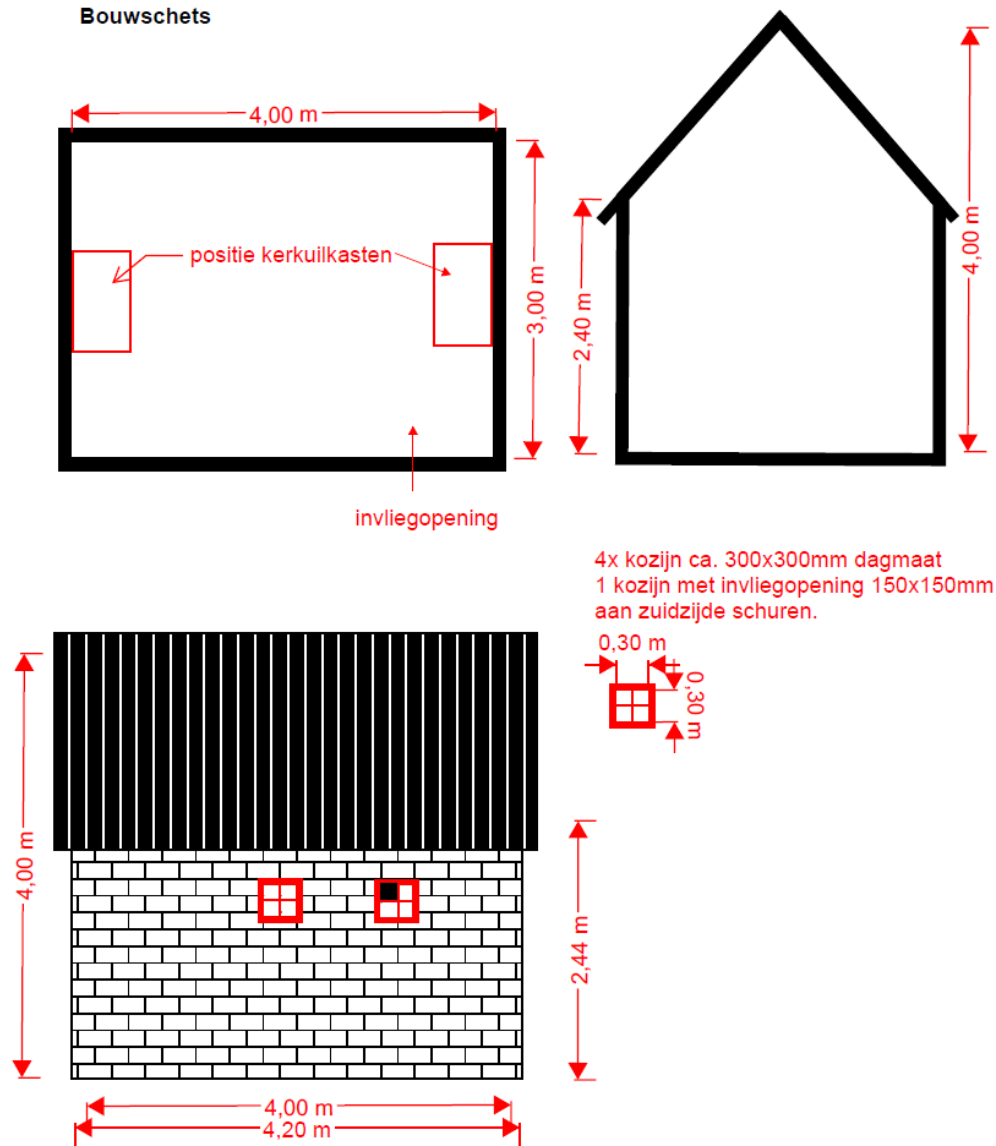 Bouwschets
4,00 m
positie kerkuilkasten
3,00 m
invliegopening
2,40 m
4,00 m
4x kozijn ca. 300x300mm dagmaat
1 kozijn met invliegopening 150x150mm
aan zuidzijde schuren.
0,30 m
0,30 m
4,00 m
2,44 m
4,00 m
4,20 m